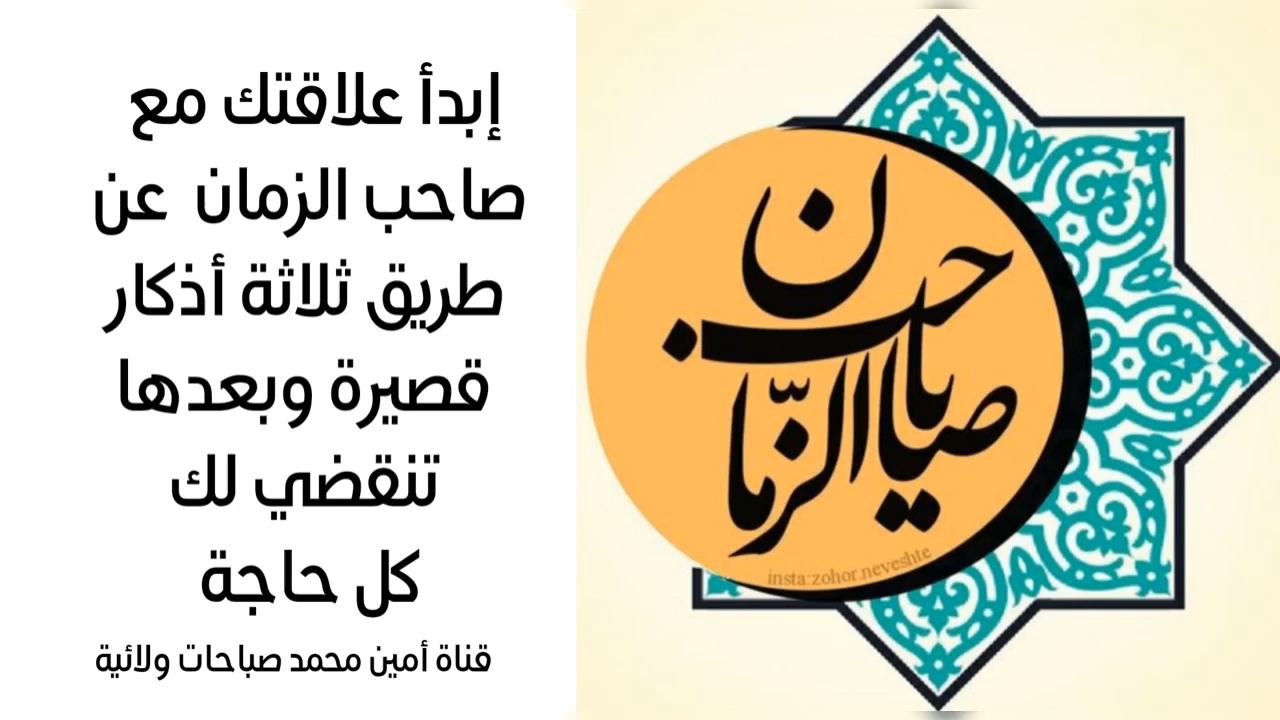 إبدأ علاقتك مع
صاحب الزمان عن
طريق ثلاثة أذكار
قصيرة وبعدها
تنقضي لك
كل حاجة
قناة أمين محمد صباحات ولائية
يا صاحب الزمان
insta:zohor.neveshte